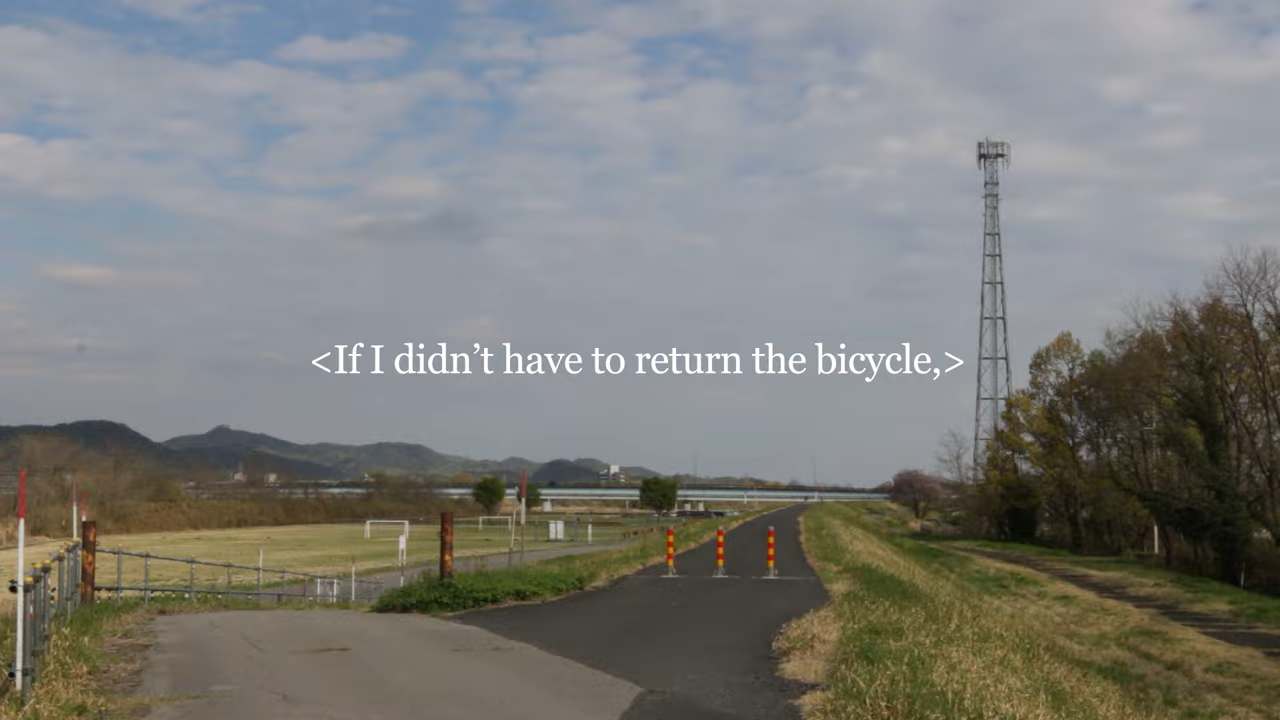 <If I didn’t have to return the bicycle,>